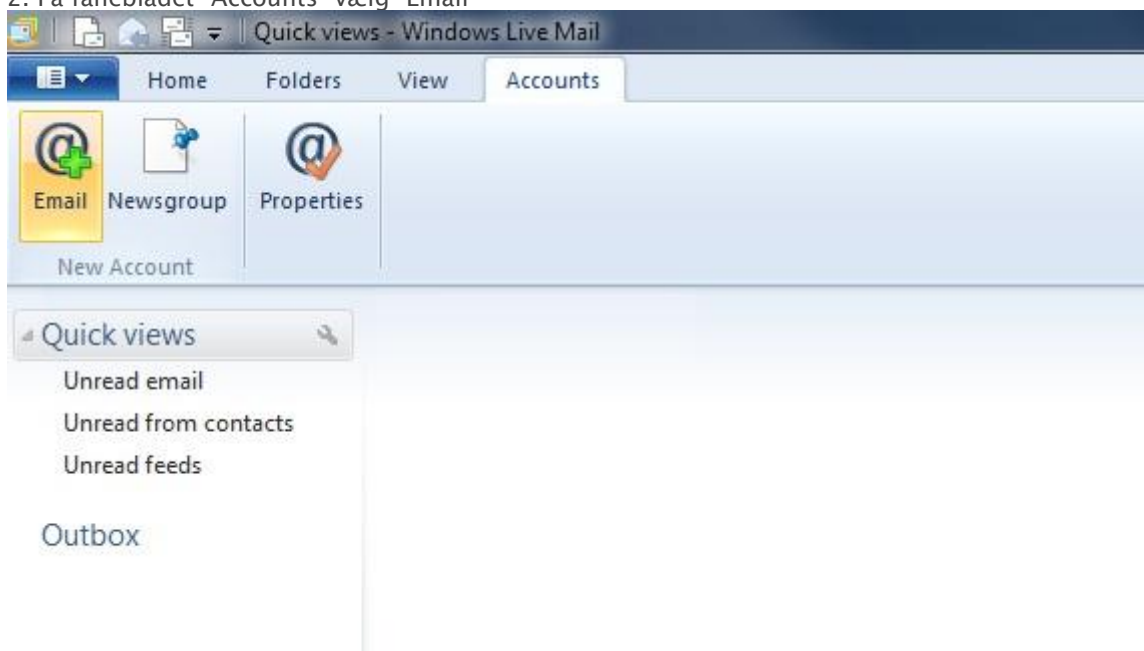 2. På fanebladet "Accounts" vælg "Email"
Quick views - Windows Live Mail
Home Folders View Accounts
Email Newsgroup Properties
New Account
Quick views
Unread email
Unread from contacts
Unread feeds
Outbox